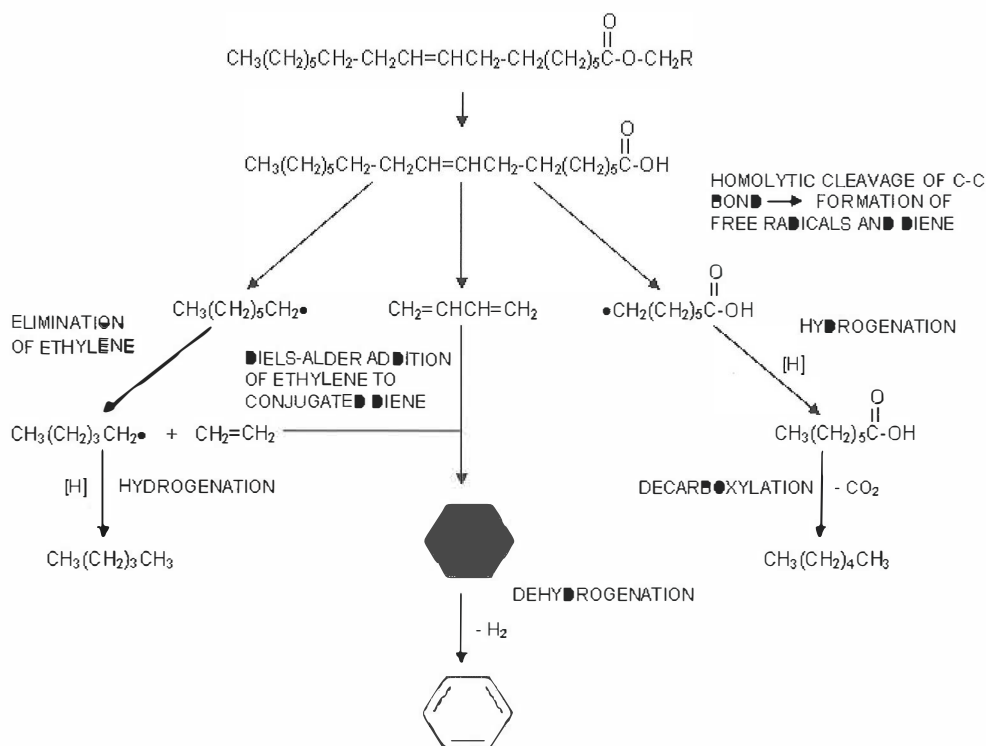 O
CH₃(CH₂)₅CH₂-CH₂CH=CHCH₂-CH₂(CH₂)₅C-O-CH₂R
O
CH₃(CH₂)₅CH₂-CH₂CH=CHCH₂-CH₂(CH₂)₅C-OH
HOMOLYTIC CLEAVAGE OF C-C
BOND → FORMATION OF
FREE RADICALS AND DIENE
O
CH₃(CH₂)₅CH₂•
CH₂=CHCH=CH₂
•CH₂(CH₂)₅C-OH
ELIMINATION
OF ETHYLENE
HYDROGENATION
DIELS-ALDER ADDITION
OF ETHYLENE TO
CONJUGATED DIENE
[H]
O
CH₃(CH₂)₃CH₂• + CH₂=CH₂
CH₃(CH₂)₅C-OH
[H] HYDROGENATION
DECARBOXYLATION - CO₂
CH₃(CH₂)₃CH₃
CH₃(CH₂)₄CH₃
DEHYDROGENATION
- H₂